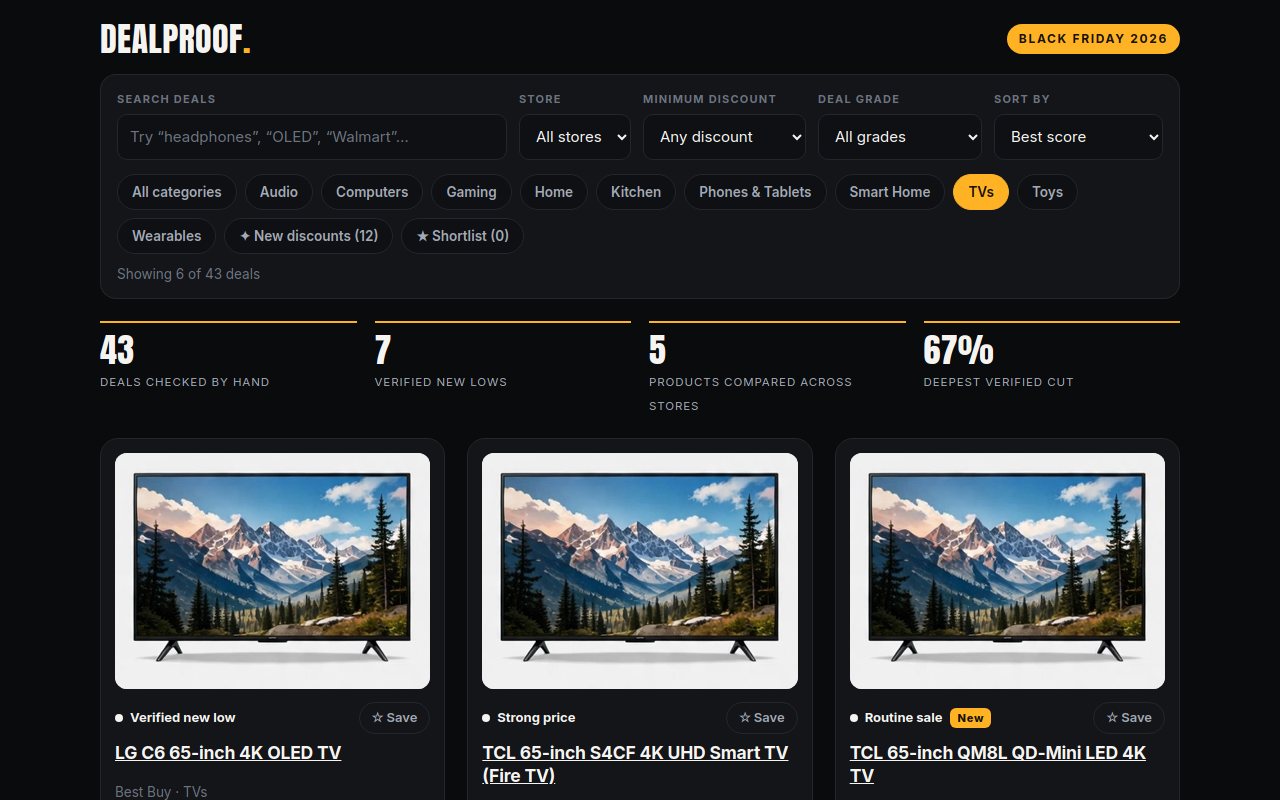 DEALPROOF.
BLACK FRIDAY 2026
SEARCH DEALS
STORE
MINIMUM DISCOUNT
DEAL GRADE
SORT BY
Try “headphones”, “OLED”, “Walmart”…
All stores
Any discount
All grades
Best score
All categories
Audio
Computers
Gaming
Home
Kitchen
Phones & Tablets
Smart Home
TVs
Toys
Wearables
✦ New discounts (12)
★ Shortlist (0)
Showing 6 of 43 deals
43
DEALS CHECKED BY HAND
7
VERIFIED NEW LOWS
5
PRODUCTS COMPARED ACROSS
STORES
67%
DEEPEST VERIFIED CUT
Verified new low
☆ Save
LG C6 65-inch 4K OLED TV
Best Buy · TVs
Strong price
☆ Save
TCL 65-inch S4CF 4K UHD Smart TV
(Fire TV)
Routine sale
New
☆ Save
TCL 65-inch QM8L QD-Mini LED 4K
TV